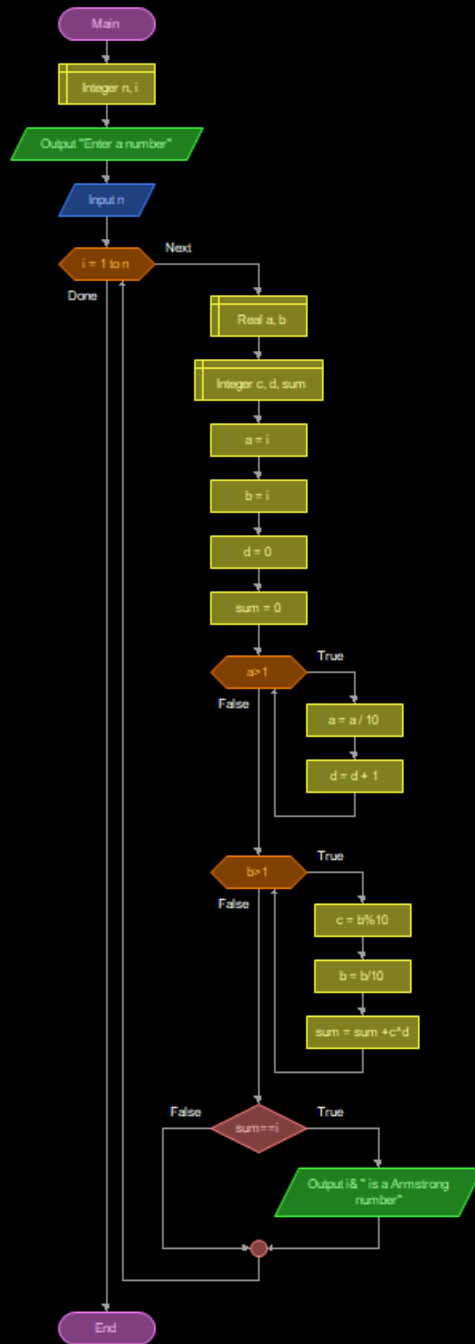 Main
Integer n, i
Output "Enter a number"
Input n
i = 1 to n
Next
Done
Real a, b
Integer c, d, sum
a = i
b = i
d = 0
sum = 0
a>1
True
False
a = a / 10
d = d + 1
b>1
True
False
c = b%10
b = b/10
sum = sum +c^d
False
True
sum==i
Output i& " is a Armstrong
number"
End